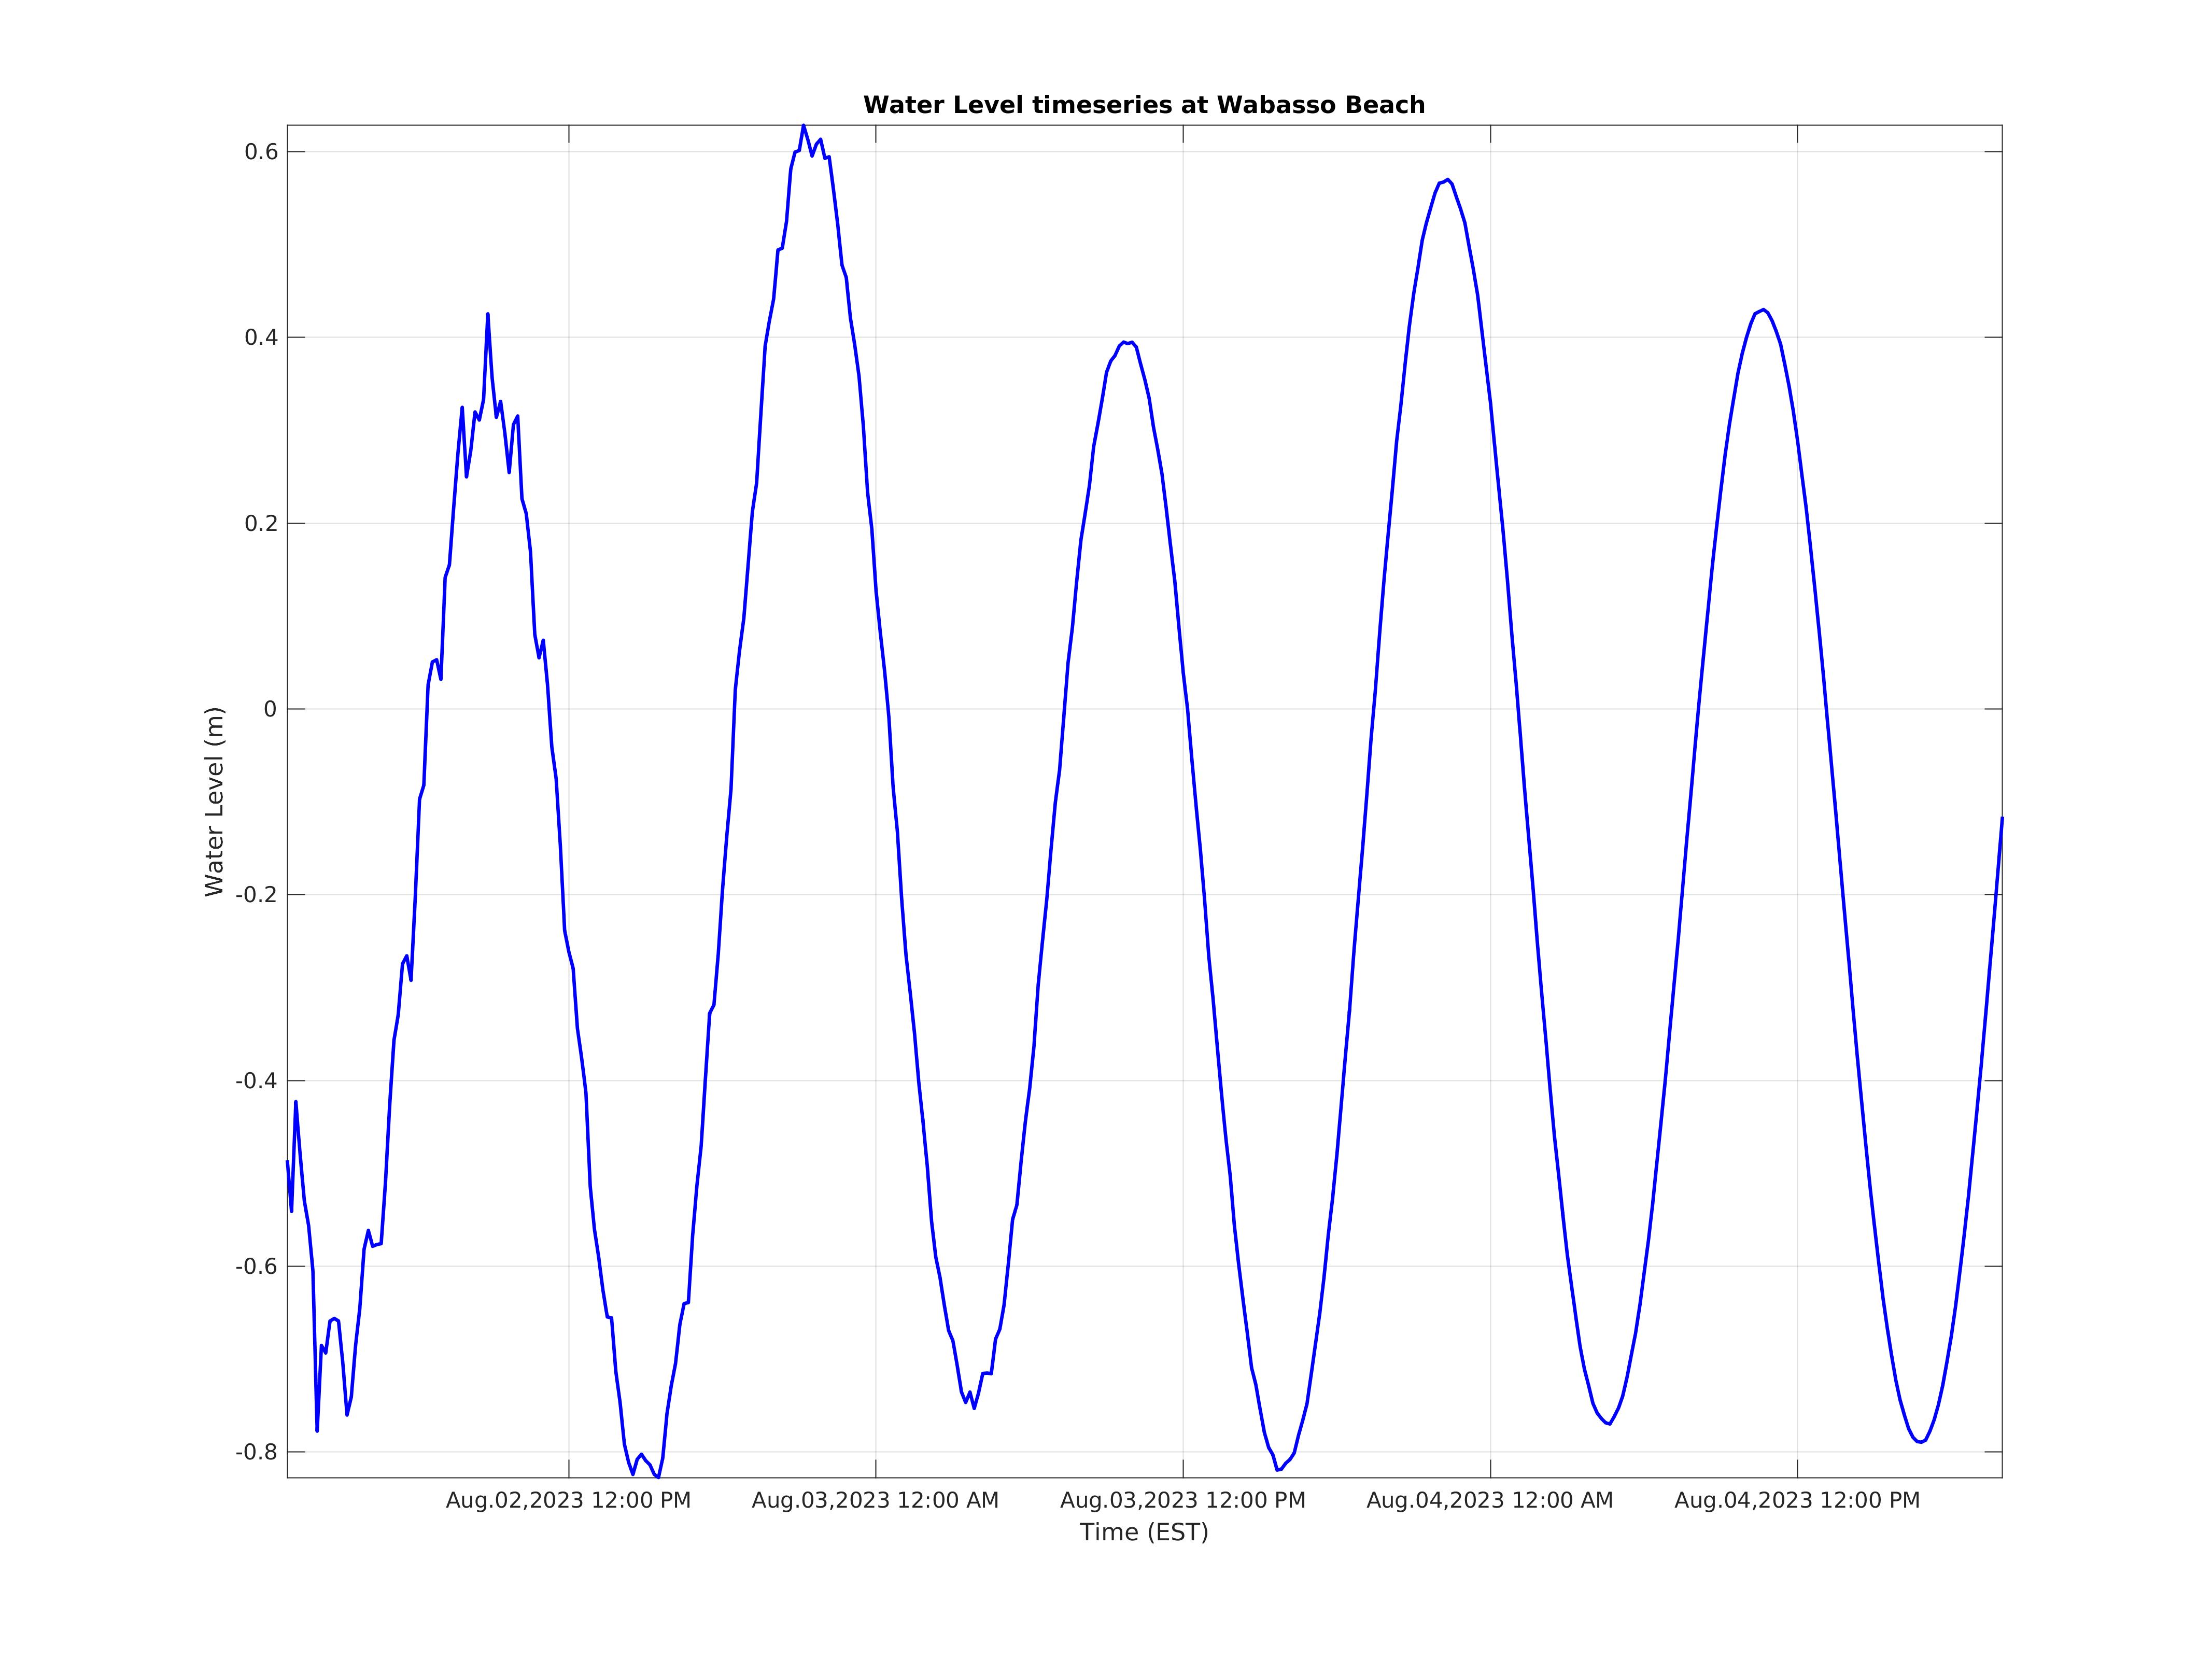 Water Level timeseries at Wabasso Beach
0.6
0.4
0.2
0
-0.2
-0.4
-0.6
-0.8
Water Level (m)
Aug.02,2023 12:00 PM Aug.03,2023 12:00 AM Aug.03,2023 12:00 PM Aug.04,2023 12:00 AM Aug.04,2023 12:00 PM
Time (EST)